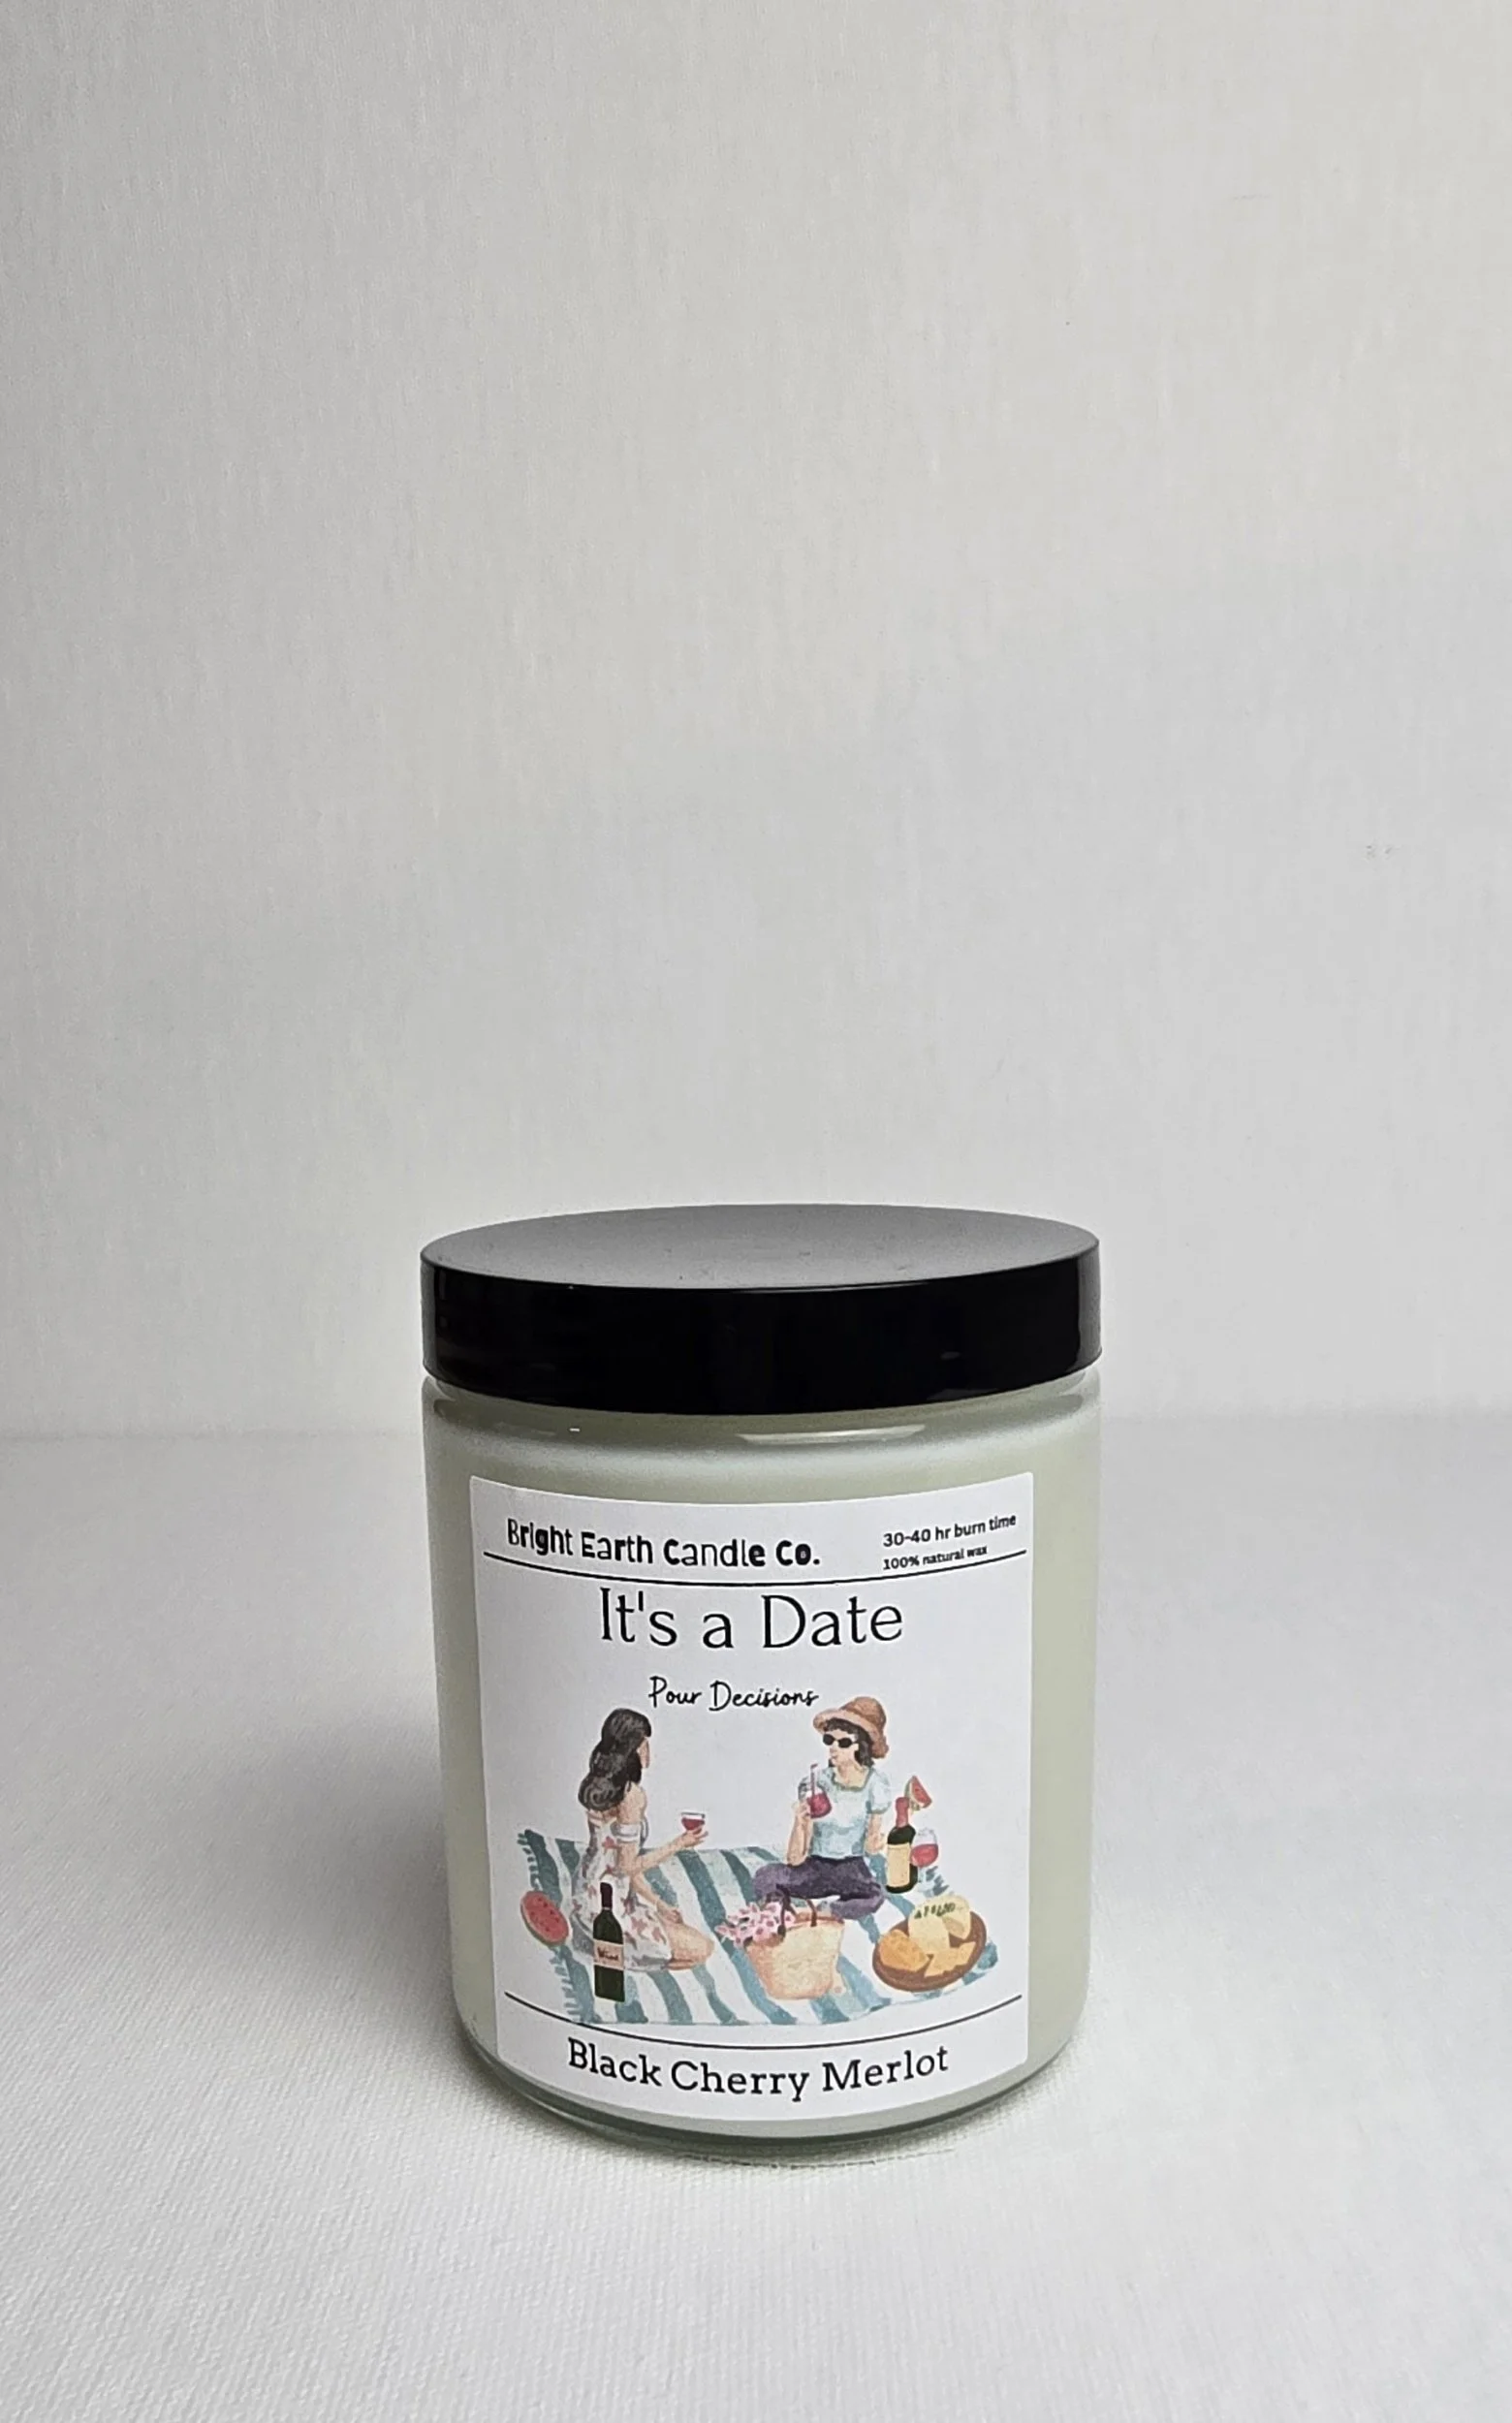 Bright Earth Candle Co.
30-40 hr burn time
100% natural wax
It's a Date
Pour Decisions
Wine
Black Cherry Merlot